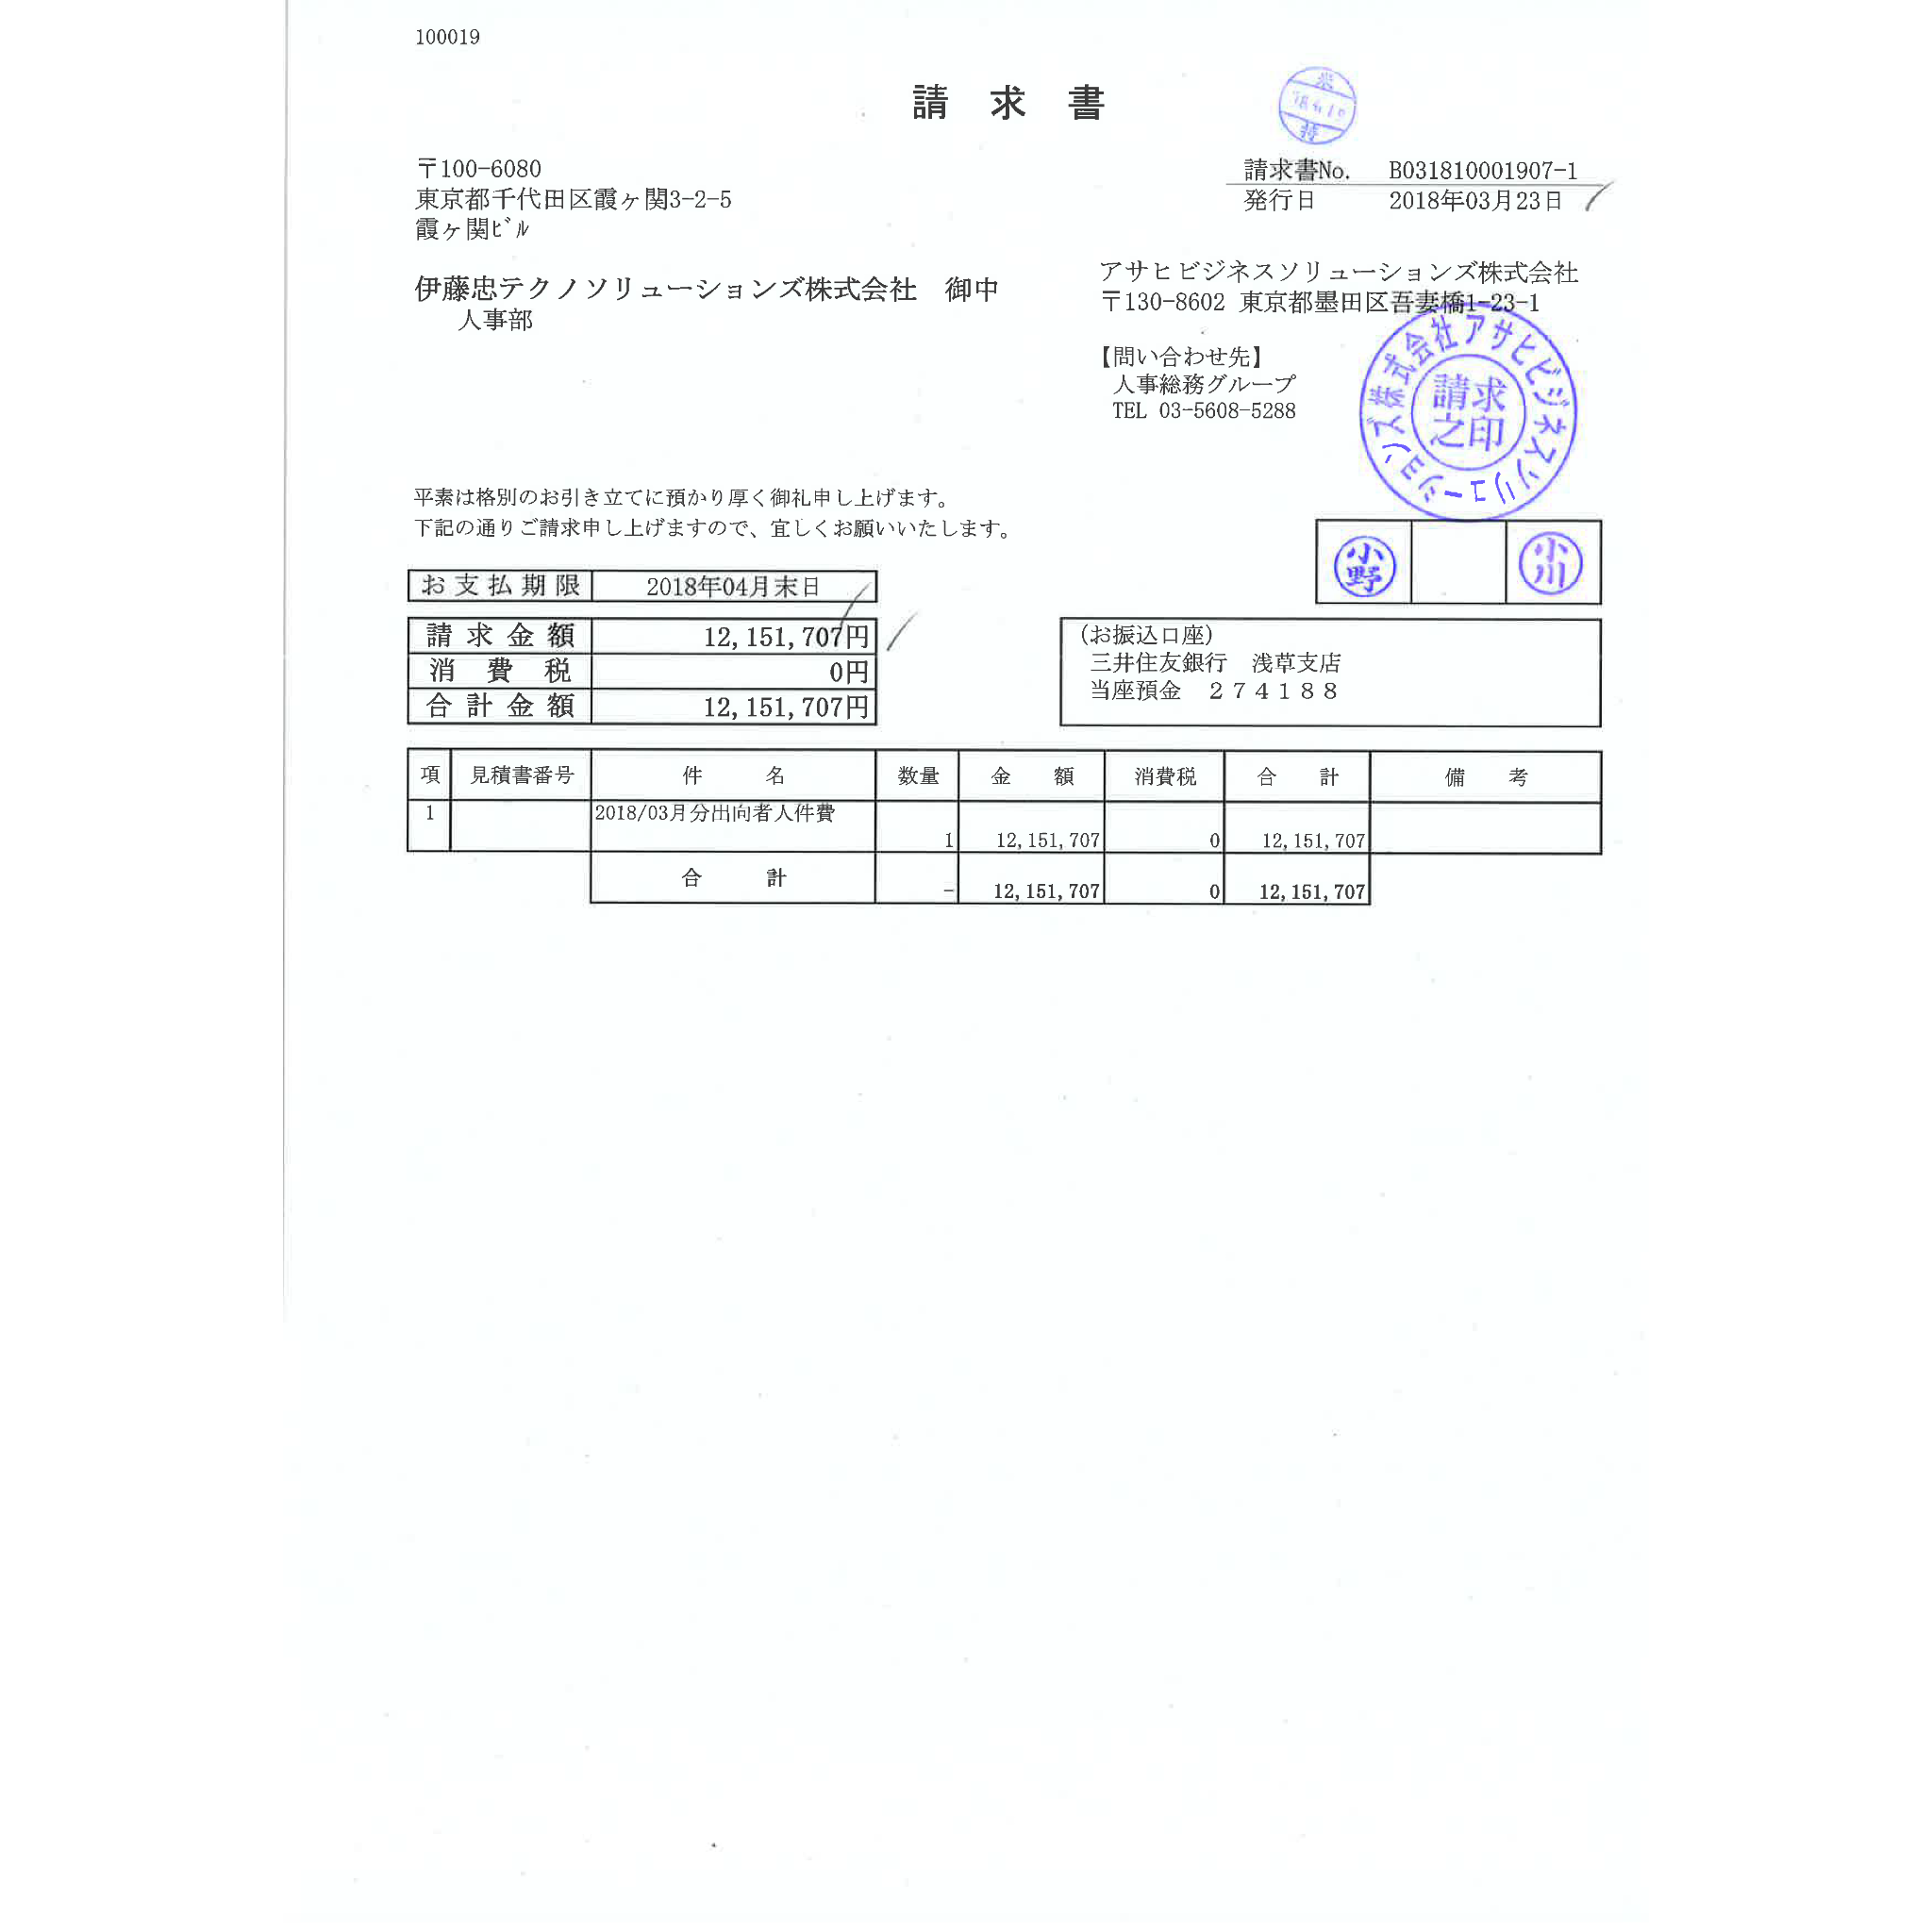 100019
請 求 書
〒100-6080
東京都千代田区霞ヶ関3-2-5
霞ヶ関ビル
請求書No. B031810001907-1
発行日 2018年03月23日
伊藤忠テクノソリューションズ株式会社 御中
人事部
アサヒビジネスソリューションズ株式会社
〒130-8602 東京都墨田区吾妻橋1-23-1
【問い合わせ先】
人事総務グループ
TEL 03-5608-5288
アサヒビジネスソリューションズ株式会社
請求
之印
平素は格別のお引き立てに預かり厚く御礼申し上げます。
下記の通りご請求申し上げますので、宜しくお願いいたします。
小野 小川
お支払期限 2018年04月末日
請求金額 12,151,707円
消費税 0円
合計金額 12,151,707円
(お振込口座)
三井住友銀行 浅草支店
当座預金 274188
項 見積書番号 件 名 数量 金 額 消費税 合 計 備 考
1 2018/03月分出向者人件費 1 12,151,707 0 12,151,707
合 計 - 12,151,707 0 12,151,707